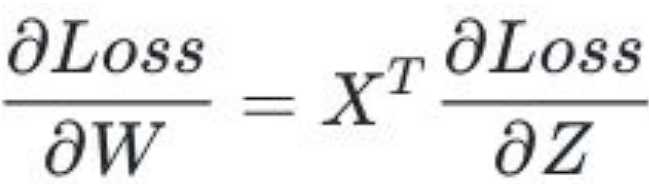 ∂Loss/∂W = X^T ∂Loss/∂Z